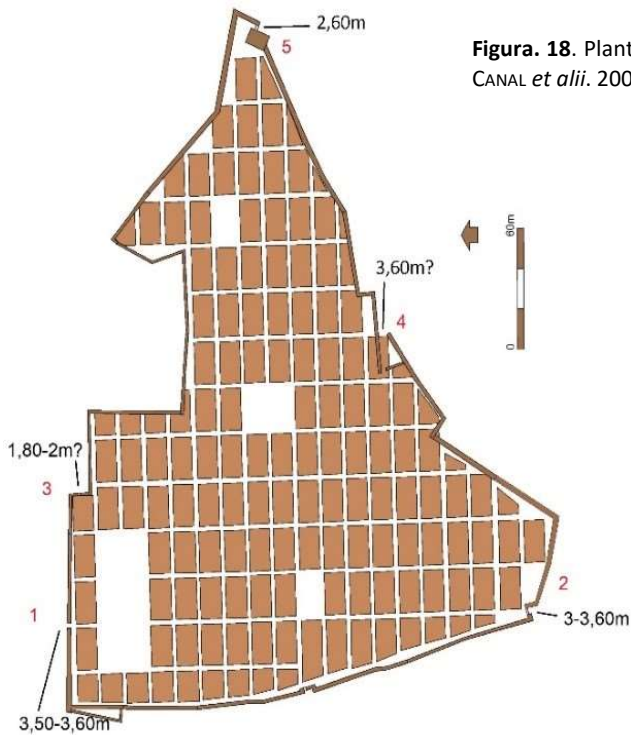 2,60m
5
Figura. 18. Plant
CANAL et alii. 200
60m
0
3,60m?
4
1,80-2m?
3
1
2
3-3,60m
3,50-3,60m